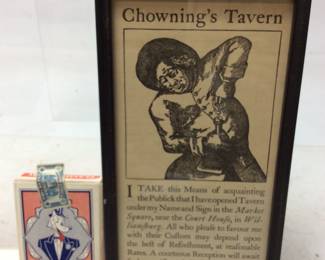 Chowning's Tavern
I TAKE this Means of acquainting
the Publick that I have opened Tavern
under my Name and Sign in the Market
Square, near the Court-House, in Wil-
liamsburg. All who please to favour me
with their Custom may depend upon
the best of Refreshment, at reasonable
Rates. A courteous Reception will await